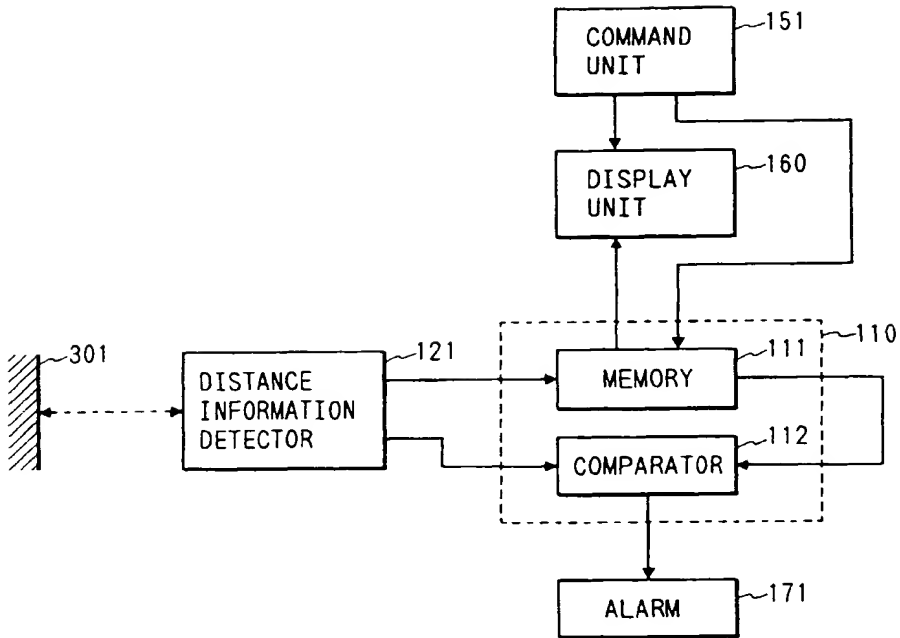 COMMAND
UNIT
151
DISPLAY
UNIT
160
110
301
121
DISTANCE
INFORMATION
DETECTOR
111
MEMORY
112
COMPARATOR
ALARM
171